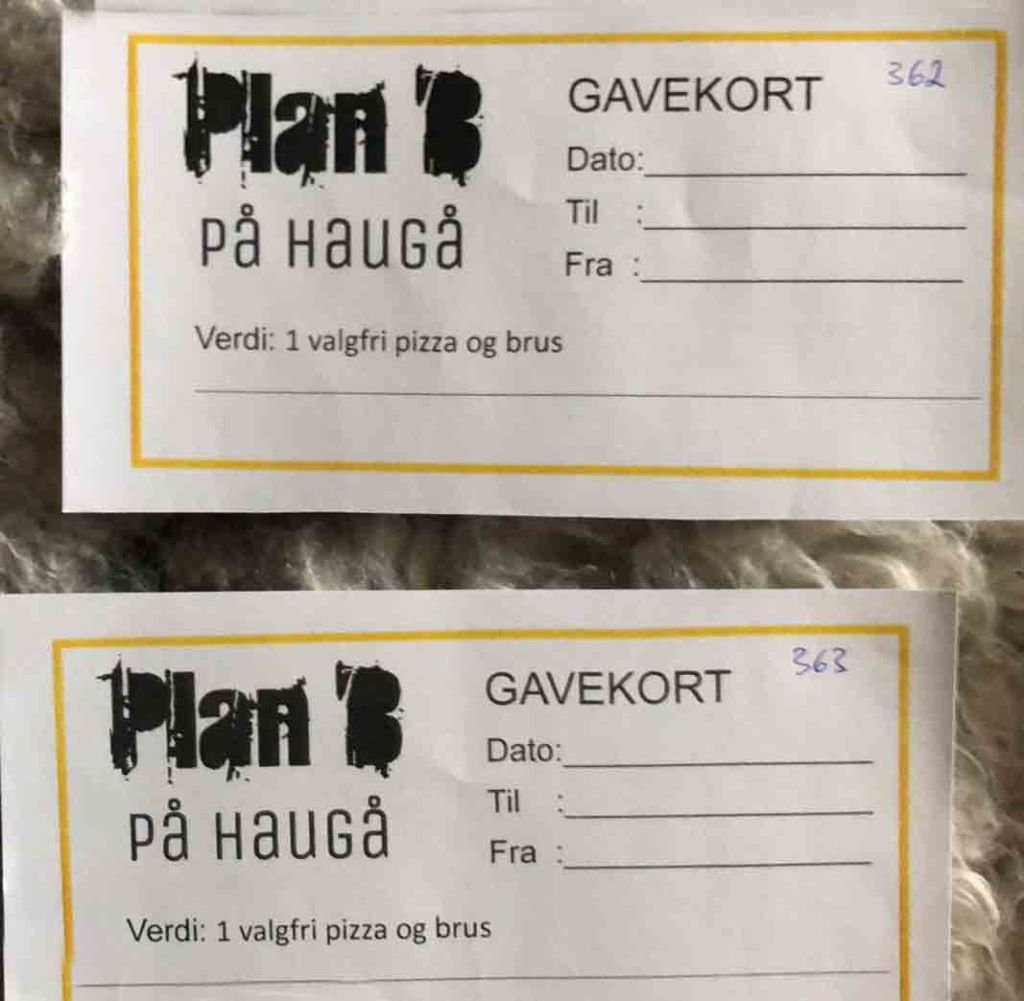 Plan B
på Haugå
GAVEKORT
362
Dato:
Til :
Fra :
Verdi: 1 valgfri pizza og brus
Plan B
på Haugå
GAVEKORT
363
Dato:
Til :
Fra :
Verdi: 1 valgfri pizza og brus